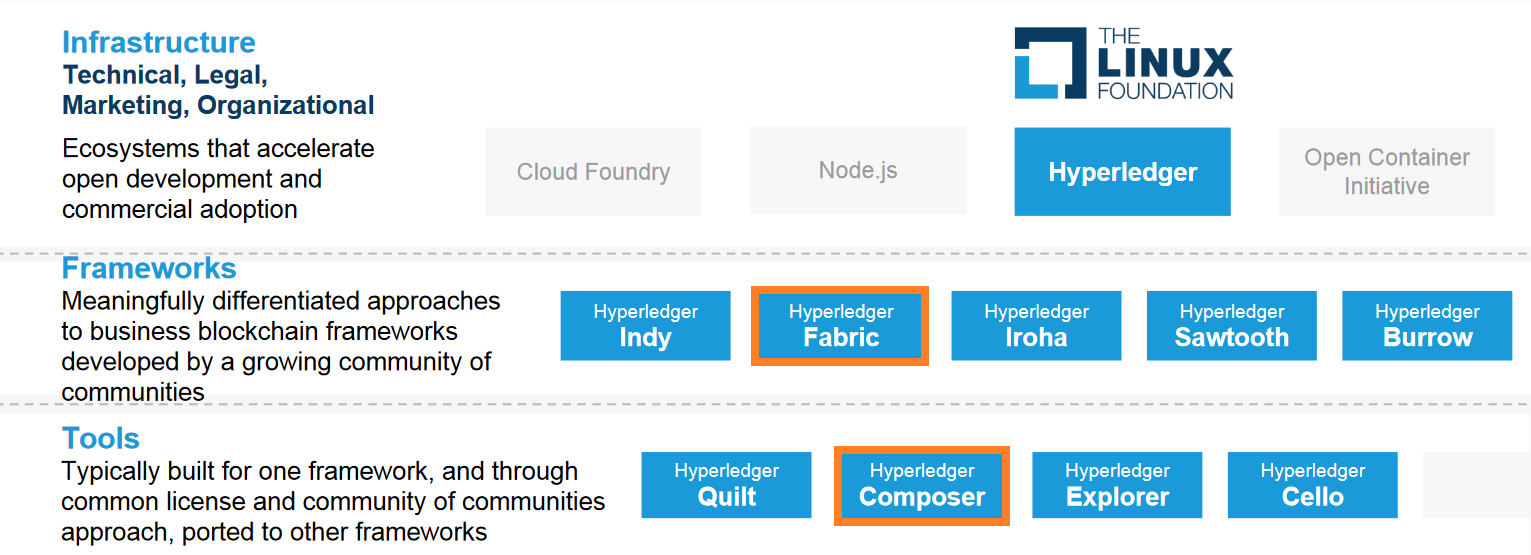 Infrastructure
Technical, Legal,
Marketing, Organizational
Ecosystems that accelerate
open development and
commercial adoption
THE
LINUX
FOUNDATION
Cloud Foundry
Node.js
Hyperledger
Open Container
Initiative
Frameworks
Meaningfully differentiated approaches
to business blockchain frameworks
developed by a growing community of
communities
Hyperledger
Indy
Hyperledger
Fabric
Hyperledger
Iroha
Hyperledger
Sawtooth
Hyperledger
Burrow
Tools
Typically built for one framework, and through
common license and community of communities
approach, ported to other frameworks
Hyperledger
Quilt
Hyperledger
Composer
Hyperledger
Explorer
Hyperledger
Cello